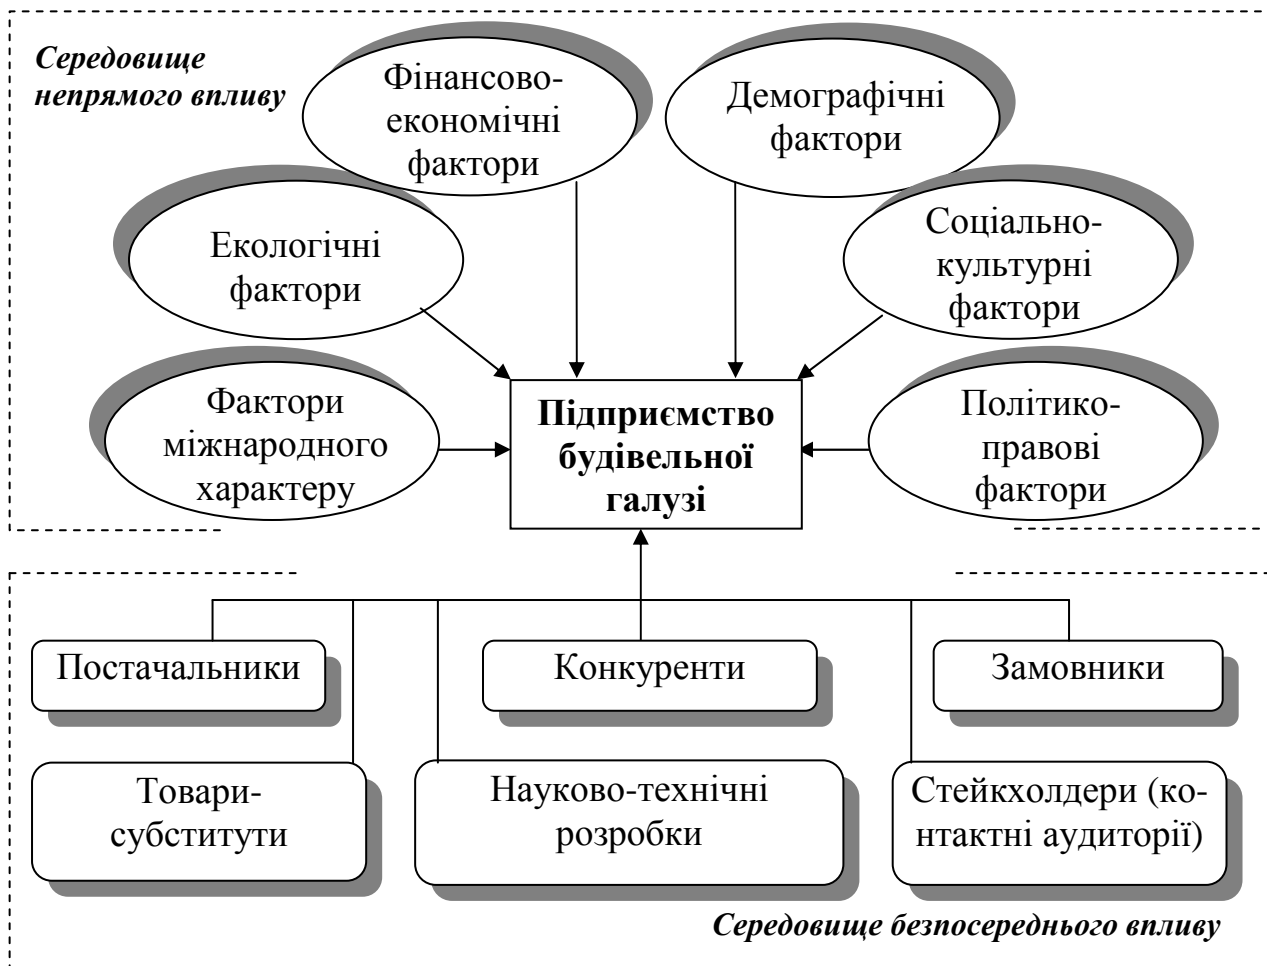 Середовище
непрямого впливу
Фінансово-
економічні
фактори
Демографічні
фактори
Екологічні
фактори
Соціально-
культурні
фактори
Фактори
міжнародного
характеру
Підприємство
будівельної
галузі
Політико-
правові
фактори
Постачальники
Конкуренти
Замовники
Товари-
субститути
Науково-технічні
розробки
Стейкхолдери (ко-
нтактні аудиторії)
Середовище безпосереднього впливу